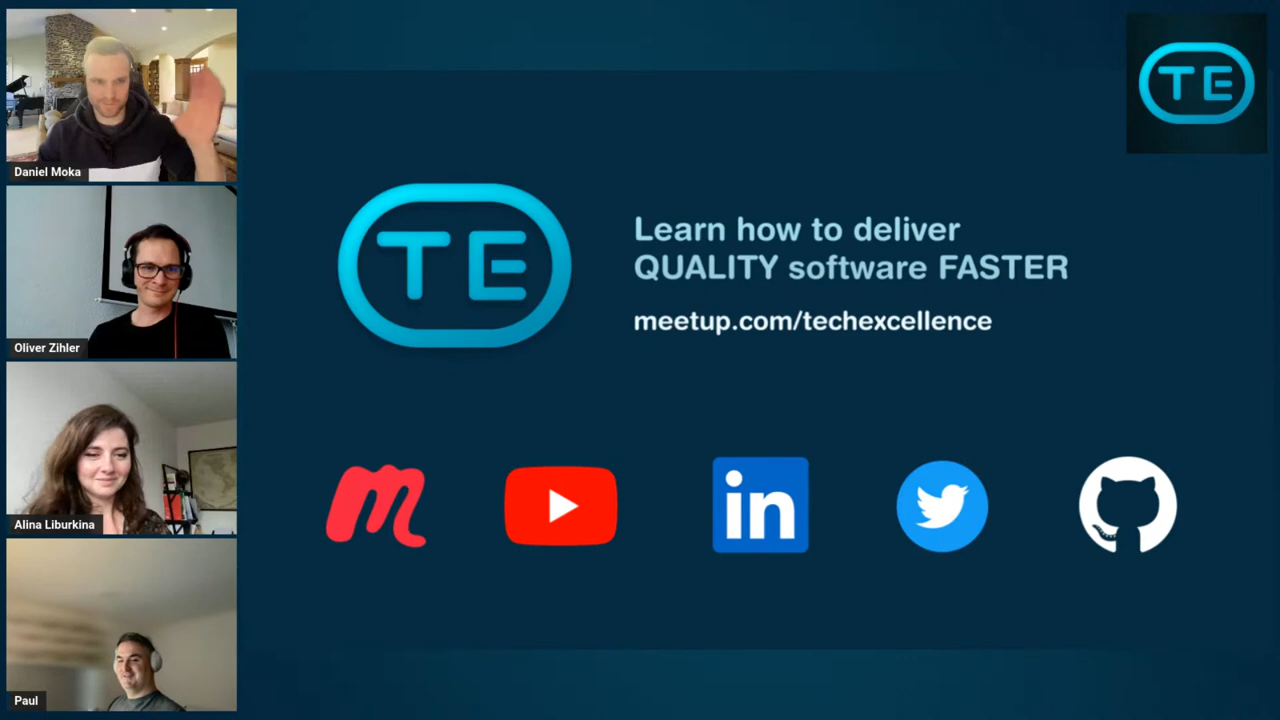 Daniel Moka
Oliver Zihler
Alina Liburkina
Paul
TE
TE
Learn how to deliver
QUALITY software FASTER
meetup.com/techexcellence
m
in